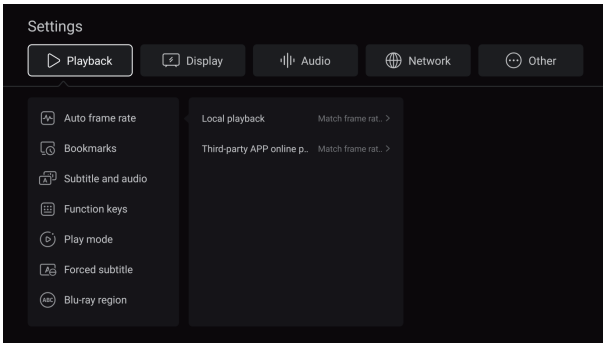 Settings
Playback
Display
Audio
Network
Other
Auto frame rate
Bookmarks
Subtitle and audio
Function keys
Play mode
Forced subtitle
Blu-ray region
Local playback Match frame rat.. >
Third-party APP online p.. Match frame rat.. >
A
A
ABC